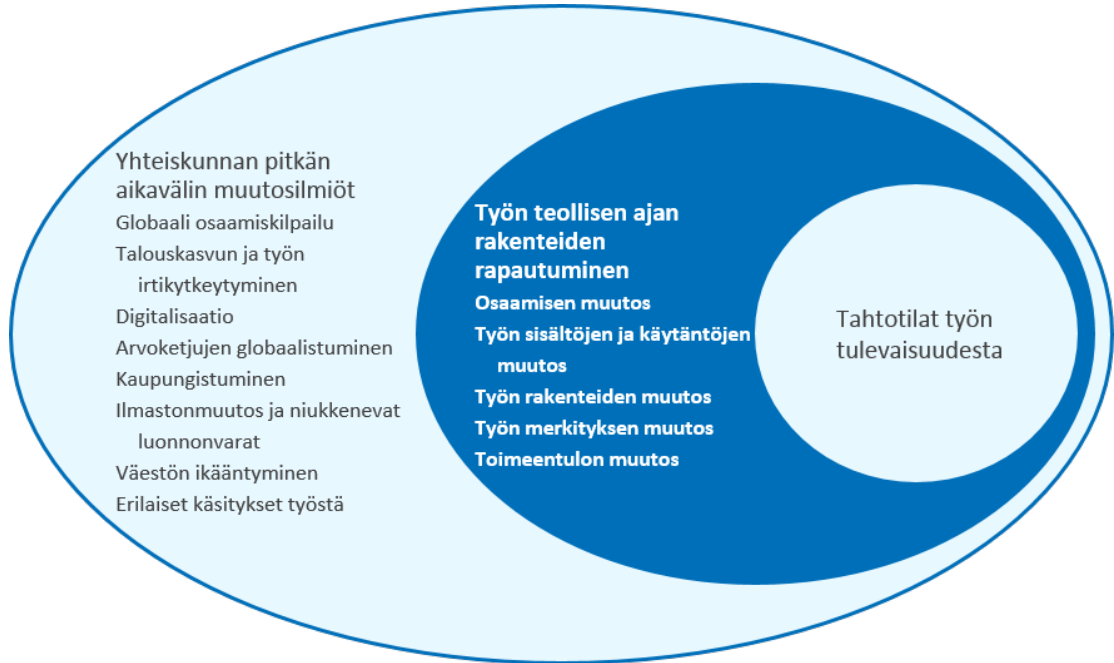 Yhteiskunnan pitkän
aikavälin muutosilmiöt
Globaali osaamiskilpailu
Talouskasvun ja työn
irtikytkeytyminen
Digitalisaatio
Arvoketjujen globaalistuminen
Kaupungistuminen
Ilmastonmuutos ja niukkenevat
luonnonvarat
Väestön ikääntyminen
Erilaiset käsitykset työstä
Työn teollisen ajan
rakenteiden
rapautuminen
Osaamisen muutos
Työn sisältöjen ja käytäntöjen
muutos
Työn rakenteiden muutos
Työn merkityksen muutos
Toimeentulon muutos
Tahtotilat työn
tulevaisuudesta